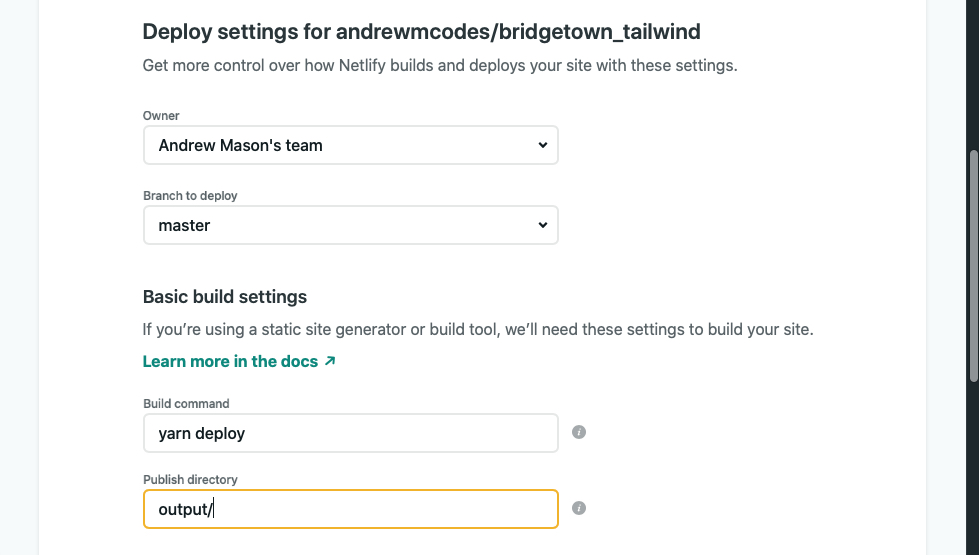 Deploy settings for andrewmcodes/bridgetown_tailwind
Get more control over how Netlify builds and deploys your site with these settings.
Owner
Andrew Mason's team
Branch to deploy
master
Basic build settings
If you’re using a static site generator or build tool, we’ll need these settings to build your site.
Learn more in the docs ↗
Build command
yarn deploy
Publish directory
output/